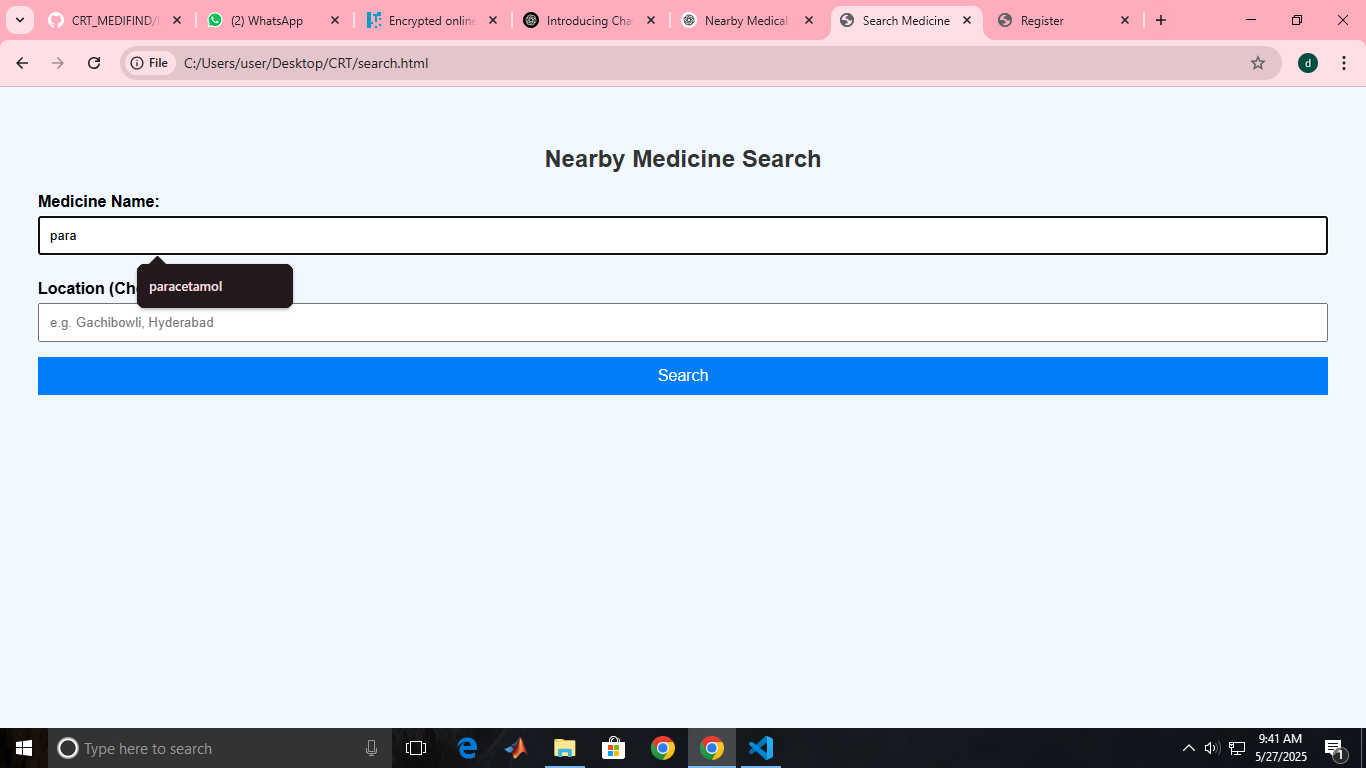 CRT_MEDIFIND/
(2) WhatsApp
Encrypted online
Introducing Cha
Nearby Medical
Search Medicine
Register
File
C:/Users/user/Desktop/CRT/search.html
d
Nearby Medicine Search
Medicine Name:
para
paracetamol
Location (Ch
e.g. Gachibowli, Hyderabad
Search
Type here to search
9:41 AM
5/27/2025
1